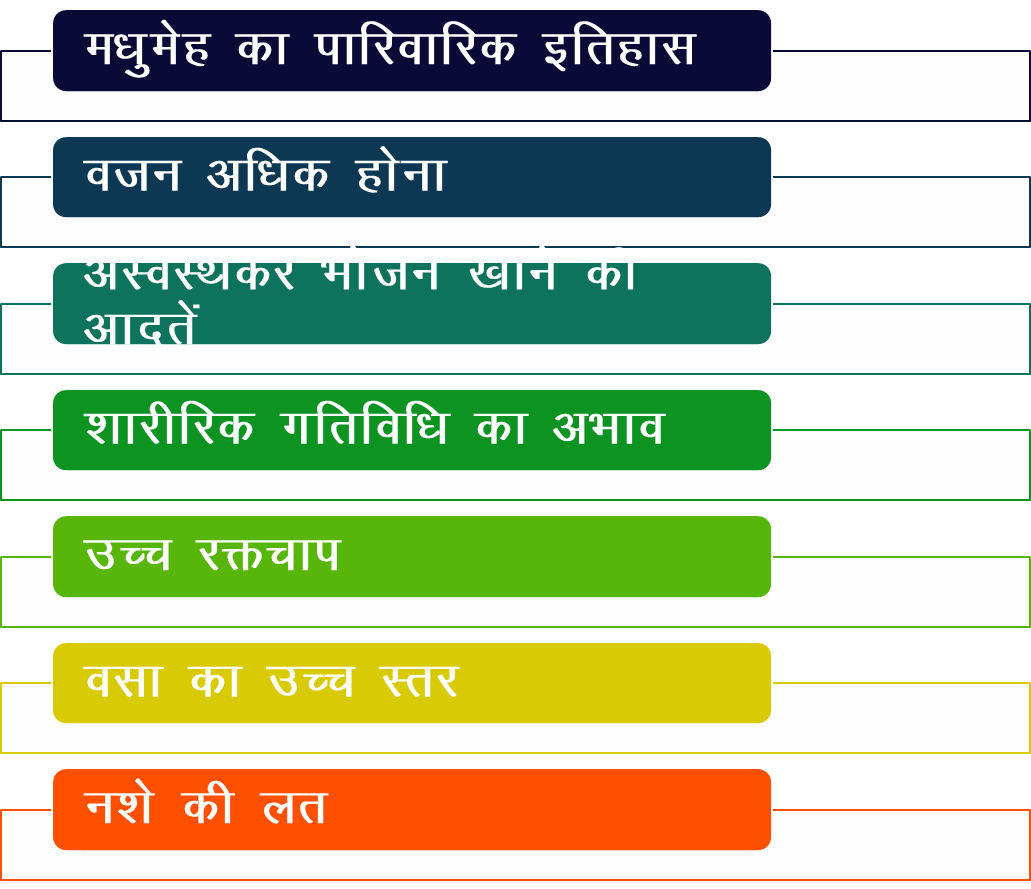 मधुमेह का पारिवारिक इतिहास
वजन अधिक होना
अस्वस्थकर भोजन खाने की
आदतें
शारीरिक गतिविधि का अभाव
उच्च रक्तचाप
वसा का उच्च स्तर
नशे की लत